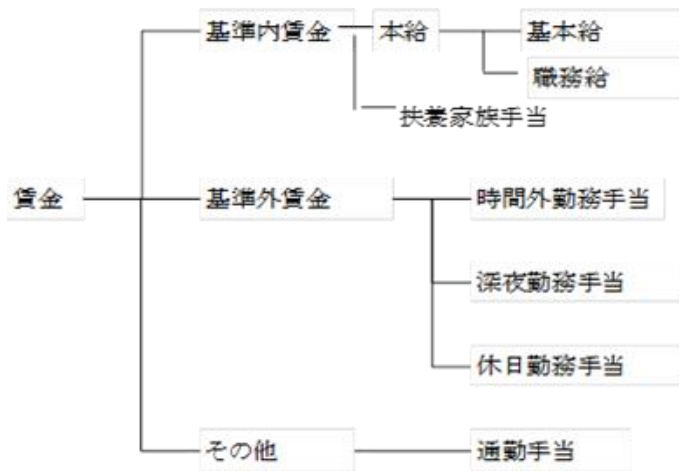 基準内賃金 本給 基本給
職務給
扶養家族手当
賃金 基準外賃金 時間外勤務手当
深夜勤務手当
休日勤務手当
その他 通勤手当